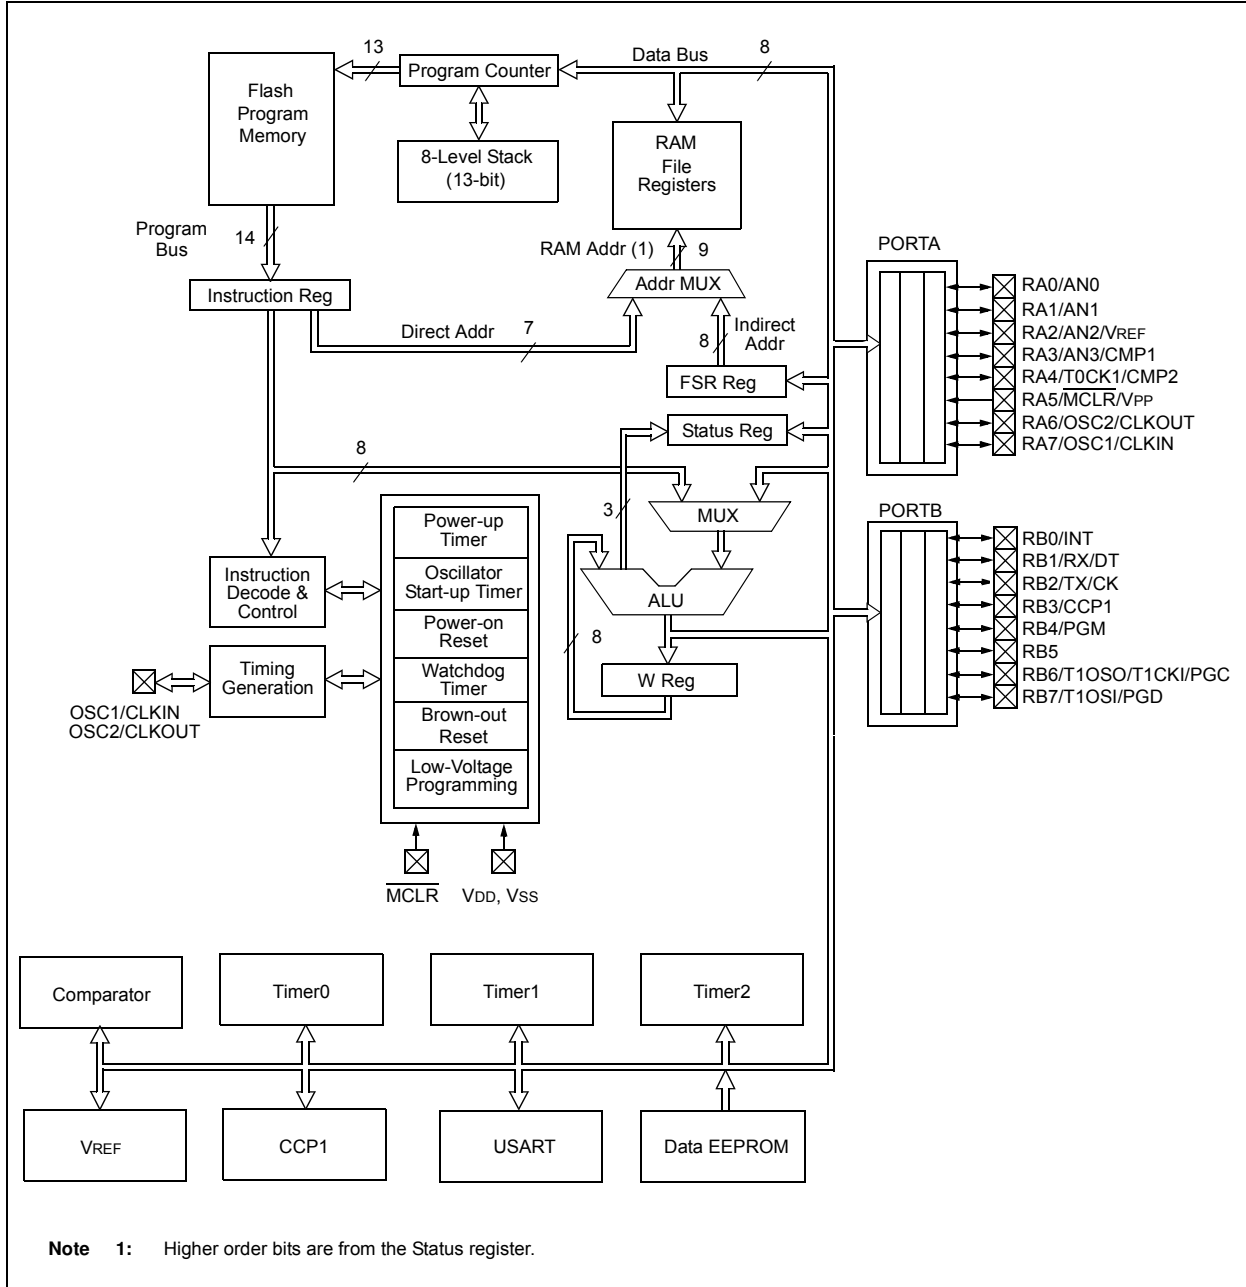 13
Data Bus
8
Program Counter
Flash
Program
Memory
8-Level Stack
(13-bit)
RAM
File
Registers
Program
Bus
14
RAM Addr (1)
9
PORTA
Instruction Reg
Addr MUX
Direct Addr
7
8
Indirect
Addr
FSR Reg
Status Reg
RA0/AN0
RA1/AN1
RA2/AN2/VREF
RA3/AN3/CMP1
RA4/T0CK1/CMP2
RA5/MCLR/VPP
RA6/OSC2/CLKOUT
RA7/OSC1/CLKIN
8
3
MUX
PORTB
Power-up
Timer
Oscillator
Start-up Timer
Power-on
Reset
Watchdog
Timer
Brown-out
Reset
Low-Voltage
Programming
Instruction
Decode &
Control
Timing
Generation
OSC1/CLKIN
OSC2/CLKOUT
ALU
8
W Reg
RB0/INT
RB1/RX/DT
RB2/TX/CK
RB3/CCP1
RB4/PGM
RB5
RB6/T1OSO/T1CKI/PGC
RB7/T1OSI/PGD
MCLR
VDD, VSS
Comparator
Timer0
Timer1
Timer2
VREF
CCP1
USART
Data EEPROM
Note 1: Higher order bits are from the Status register.